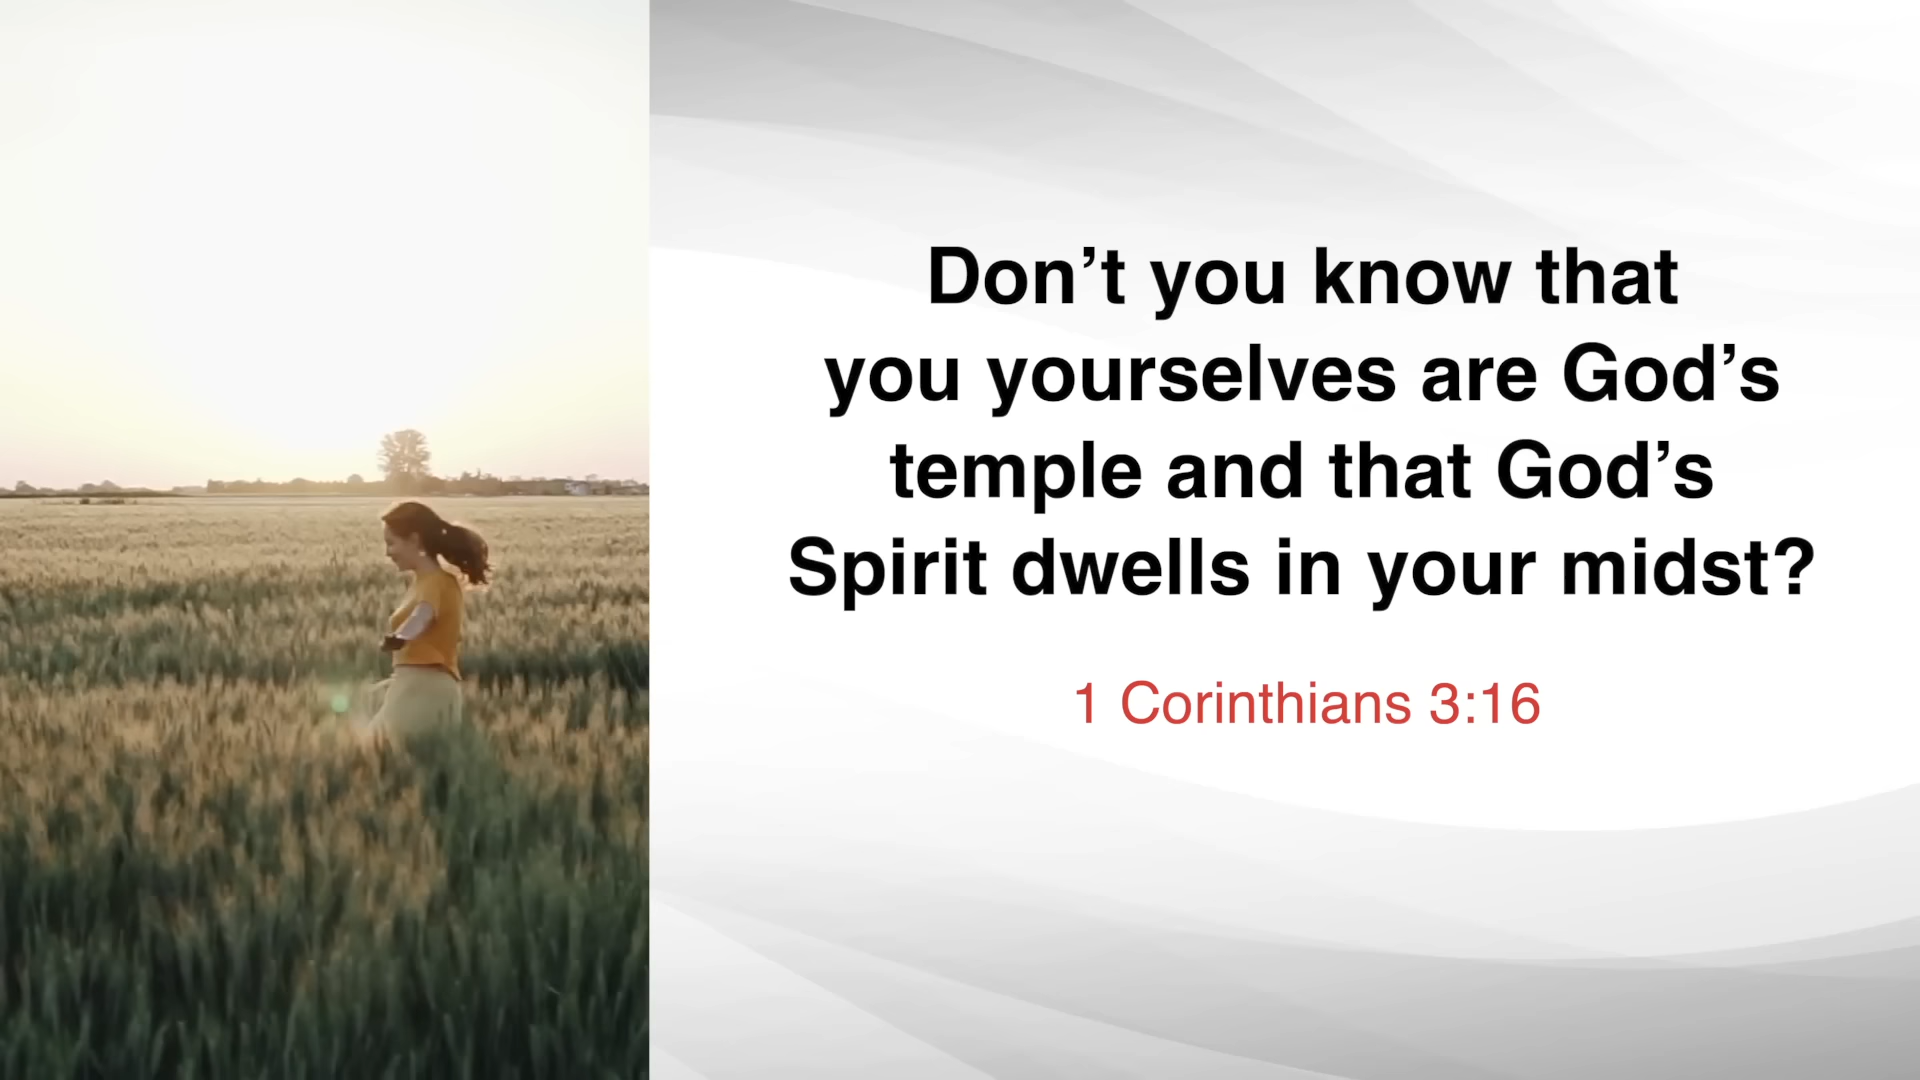 Don’t you know that
you yourselves are God’s
temple and that God’s
Spirit dwells in your midst?
1 Corinthians 3:16